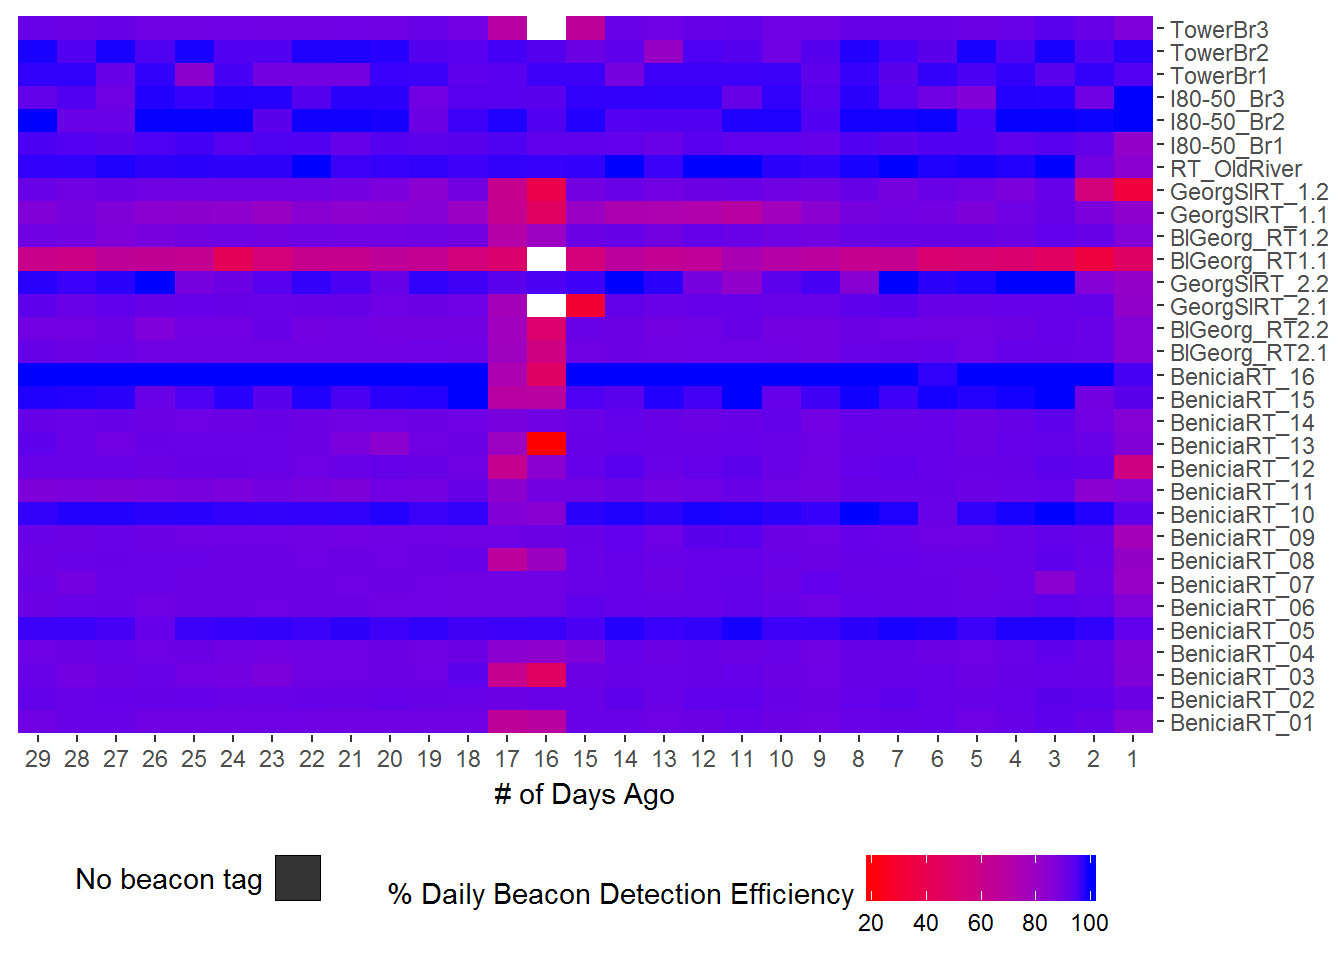 TowerBr3
TowerBr2
TowerBr1
I80-50_Br3
I80-50_Br2
I80-50_Br1
RT_OldRiver
GeorgSlRT_1.2
GeorgSlRT_1.1
BlGeorg_RT1.2
BlGeorg_RT1.1
GeorgSlRT_2.2
GeorgSlRT_2.1
BlGeorg_RT2.2
BlGeorg_RT2.1
BeniciaRT_16
BeniciaRT_15
BeniciaRT_14
BeniciaRT_13
BeniciaRT_12
BeniciaRT_11
BeniciaRT_10
BeniciaRT_09
BeniciaRT_08
BeniciaRT_07
BeniciaRT_06
BeniciaRT_05
BeniciaRT_04
BeniciaRT_03
BeniciaRT_02
BeniciaRT_01
29 28 27 26 25 24 23 22 21 20 19 18 17 16 15 14 13 12 11 10 9 8 7 6 5 4 3 2 1
# of Days Ago
No beacon tag
% Daily Beacon Detection Efficiency
20 40 60 80 100